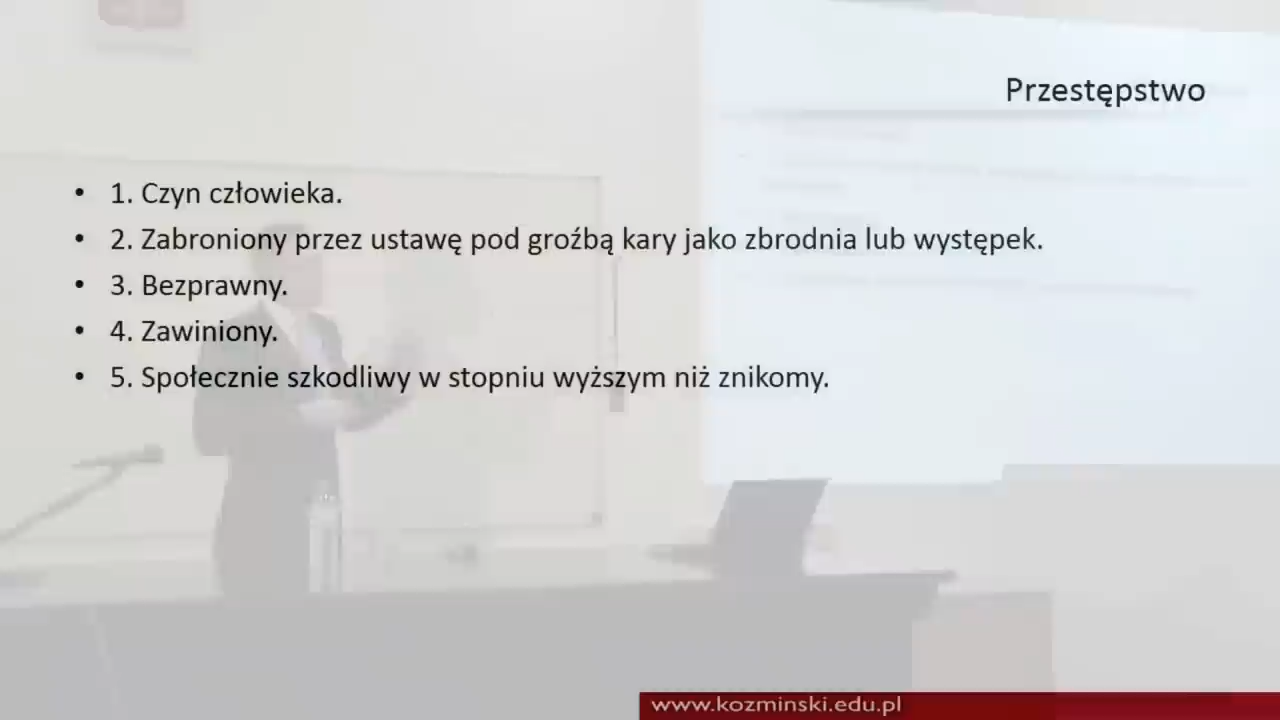 Przestępstwo
• 1. Czyn człowieka.
• 2. Zabroniony przez ustawę pod groźbą kary jako zbrodnia lub występek.
• 3. Bezprawny.
• 4. Zawiniony.
• 5. Społecznie szkodliwy w stopniu wyższym niż znikomy.
www.kozminski.edu.pl